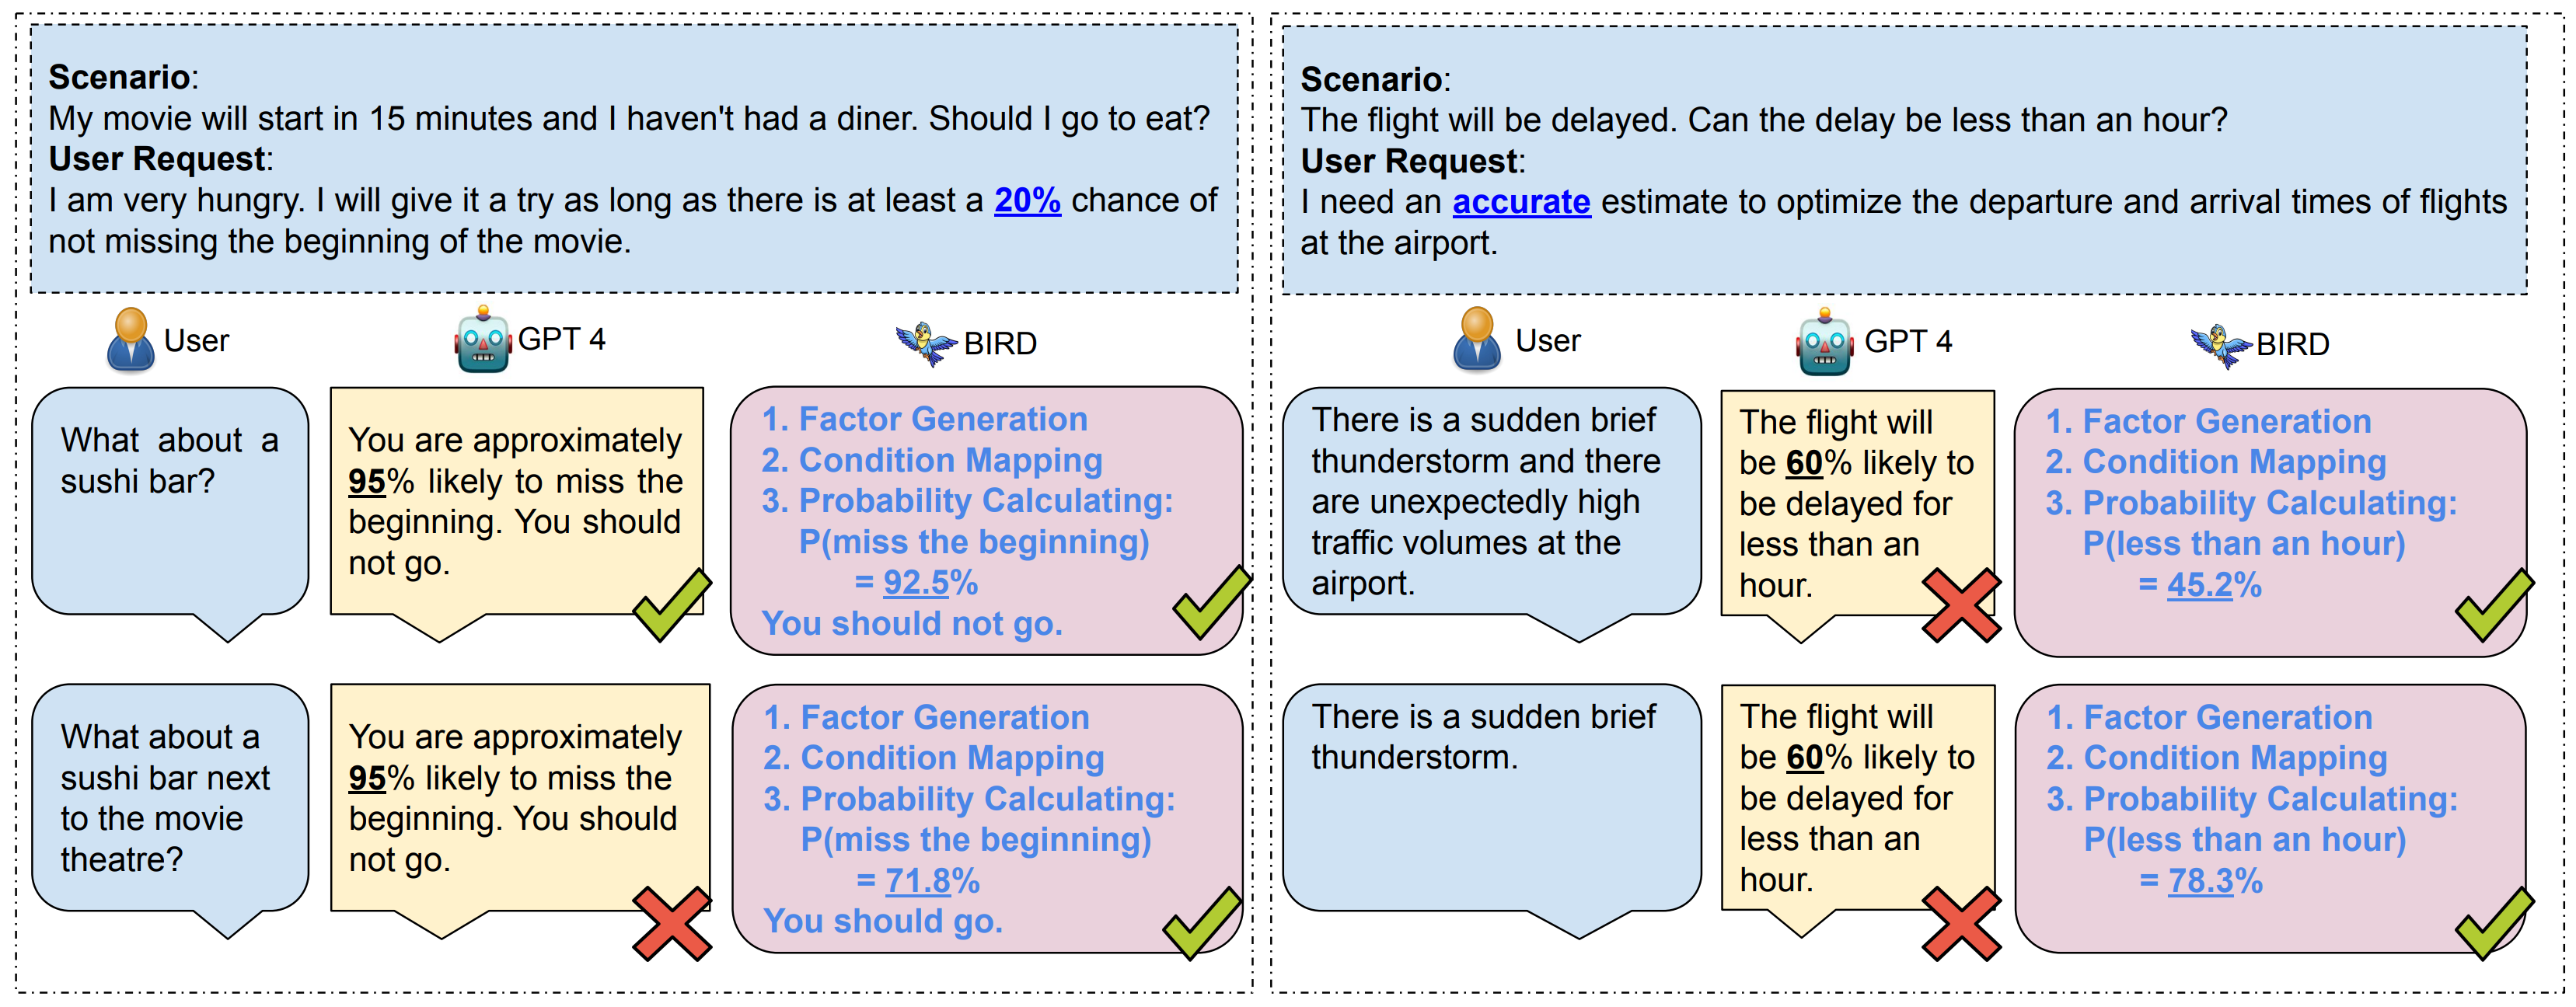 Scenario:
My movie will start in 15 minutes and I haven't had a diner. Should I go to eat?
User Request:
I am very hungry. I will give it a try as long as there is at least a 20% chance of
not missing the beginning of the movie.
User
GPT 4
BIRD
What about a
sushi bar?
You are approximately
95% likely to miss the
beginning. You should
not go.
1. Factor Generation
2. Condition Mapping
3. Probability Calculating:
P(miss the beginning)
= 92.5%
You should not go.
What about a
sushi bar next
to the movie
theatre?
You are approximately
95% likely to miss the
beginning. You should
not go.
1. Factor Generation
2. Condition Mapping
3. Probability Calculating:
P(miss the beginning)
= 71.8%
You should go.
Scenario:
The flight will be delayed. Can the delay be less than an hour?
User Request:
I need an accurate estimate to optimize the departure and arrival times of flights
at the airport.
User
GPT 4
BIRD
There is a sudden brief
thunderstorm and there
are unexpectedly high
traffic volumes at the
airport.
The flight will
be 60% likely to
be delayed for
less than an
hour.
1. Factor Generation
2. Condition Mapping
3. Probability Calculating:
P(less than an hour)
= 45.2%
There is a sudden brief
thunderstorm.
The flight will
be 60% likely to
be delayed for
less than an
hour.
1. Factor Generation
2. Condition Mapping
3. Probability Calculating:
P(less than an hour)
= 78.3%